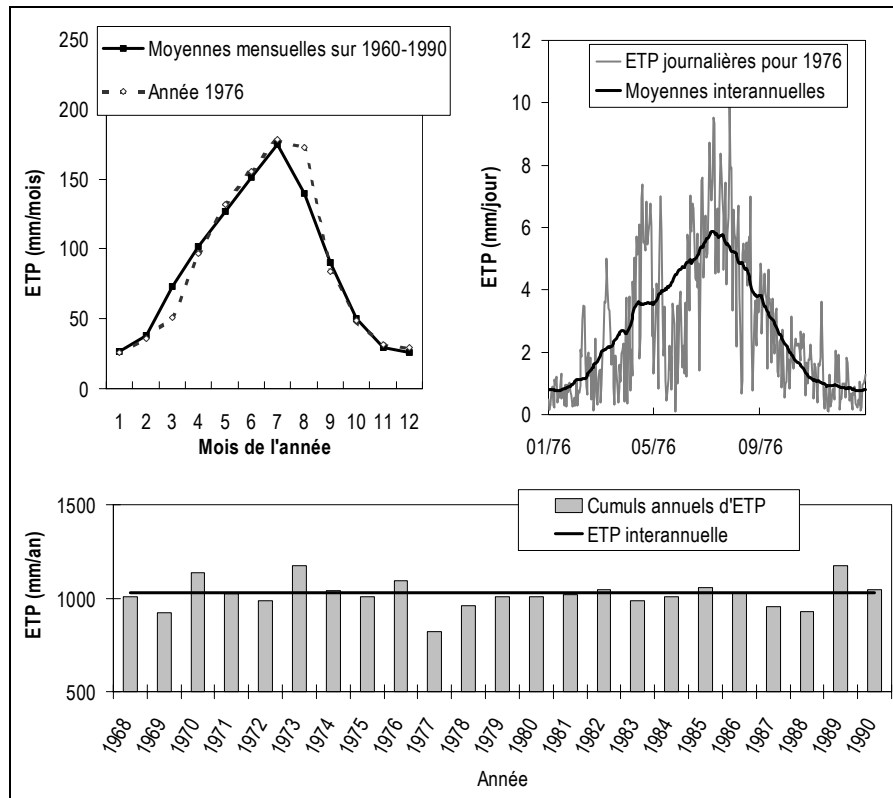 250
200
150
100
50
0
ETP (mm/mois)
Moyennes mensuelles sur 1960-1990
Année 1976
1 2 3 4 5 6 7 8 9 10 11 12
Mois de l'année
12
10
8
6
4
2
0
ETP (mm/jour)
ETP journalières pour 1976
Moyennes interannuelles
01/76 05/76 09/76
1500
1000
500
ETP (mm/an)
Cumuls annuels d'ETP
ETP interannuelle
1968 1969 1970 1971 1972 1973 1974 1975 1976 1977 1978 1979 1980 1981 1982 1983 1984 1985 1986 1987 1988 1989 1990
Année